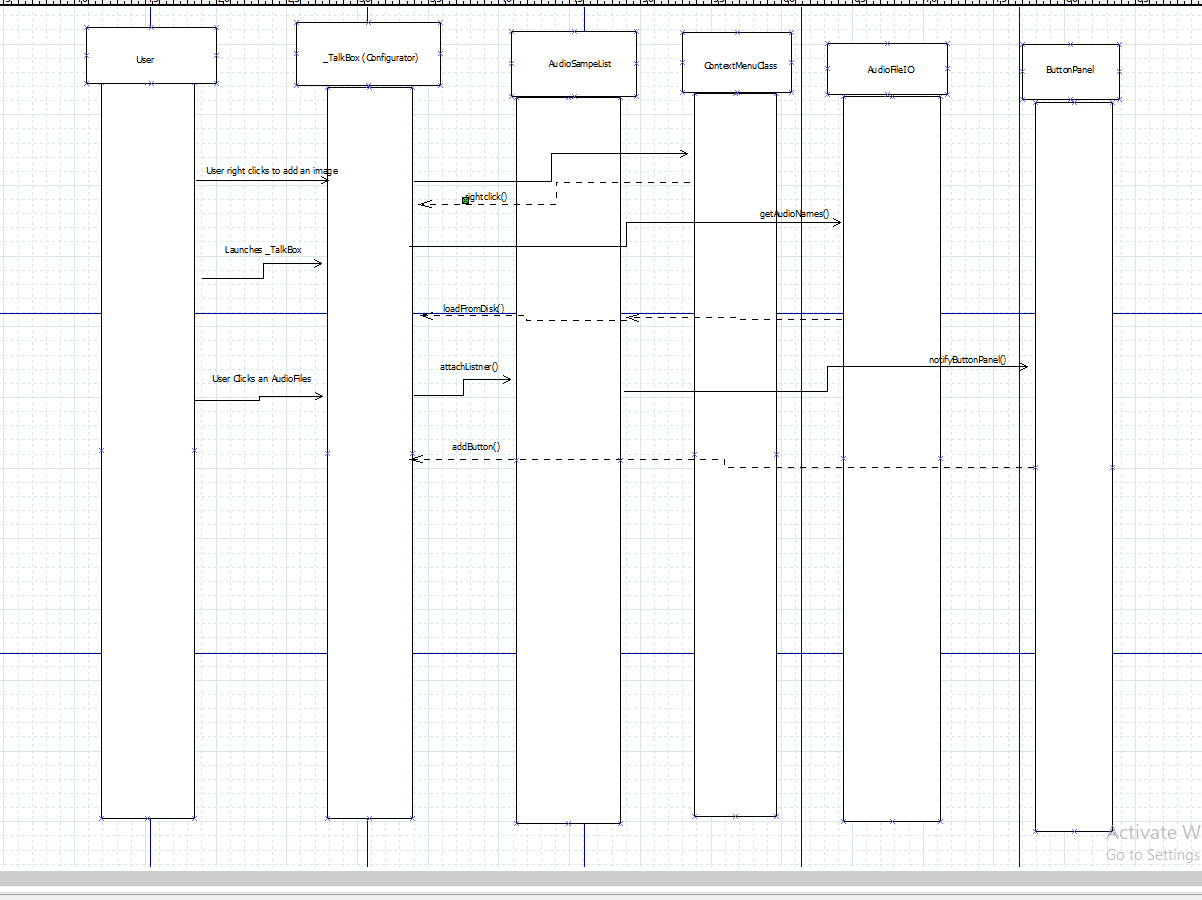 User
_TalkBox (Configurator)
AudioSampeList
ContextMenuClass
AudioFileIO
ButtonPanel
User right clicks to add an image
rightclick()
getAudioNames()
Launches _TalkBox
loadFromDisk()
notifyButtonPanel()
attachListner()
User Clicks an AudioFiles
addButton()
Activate W
Go to Settings